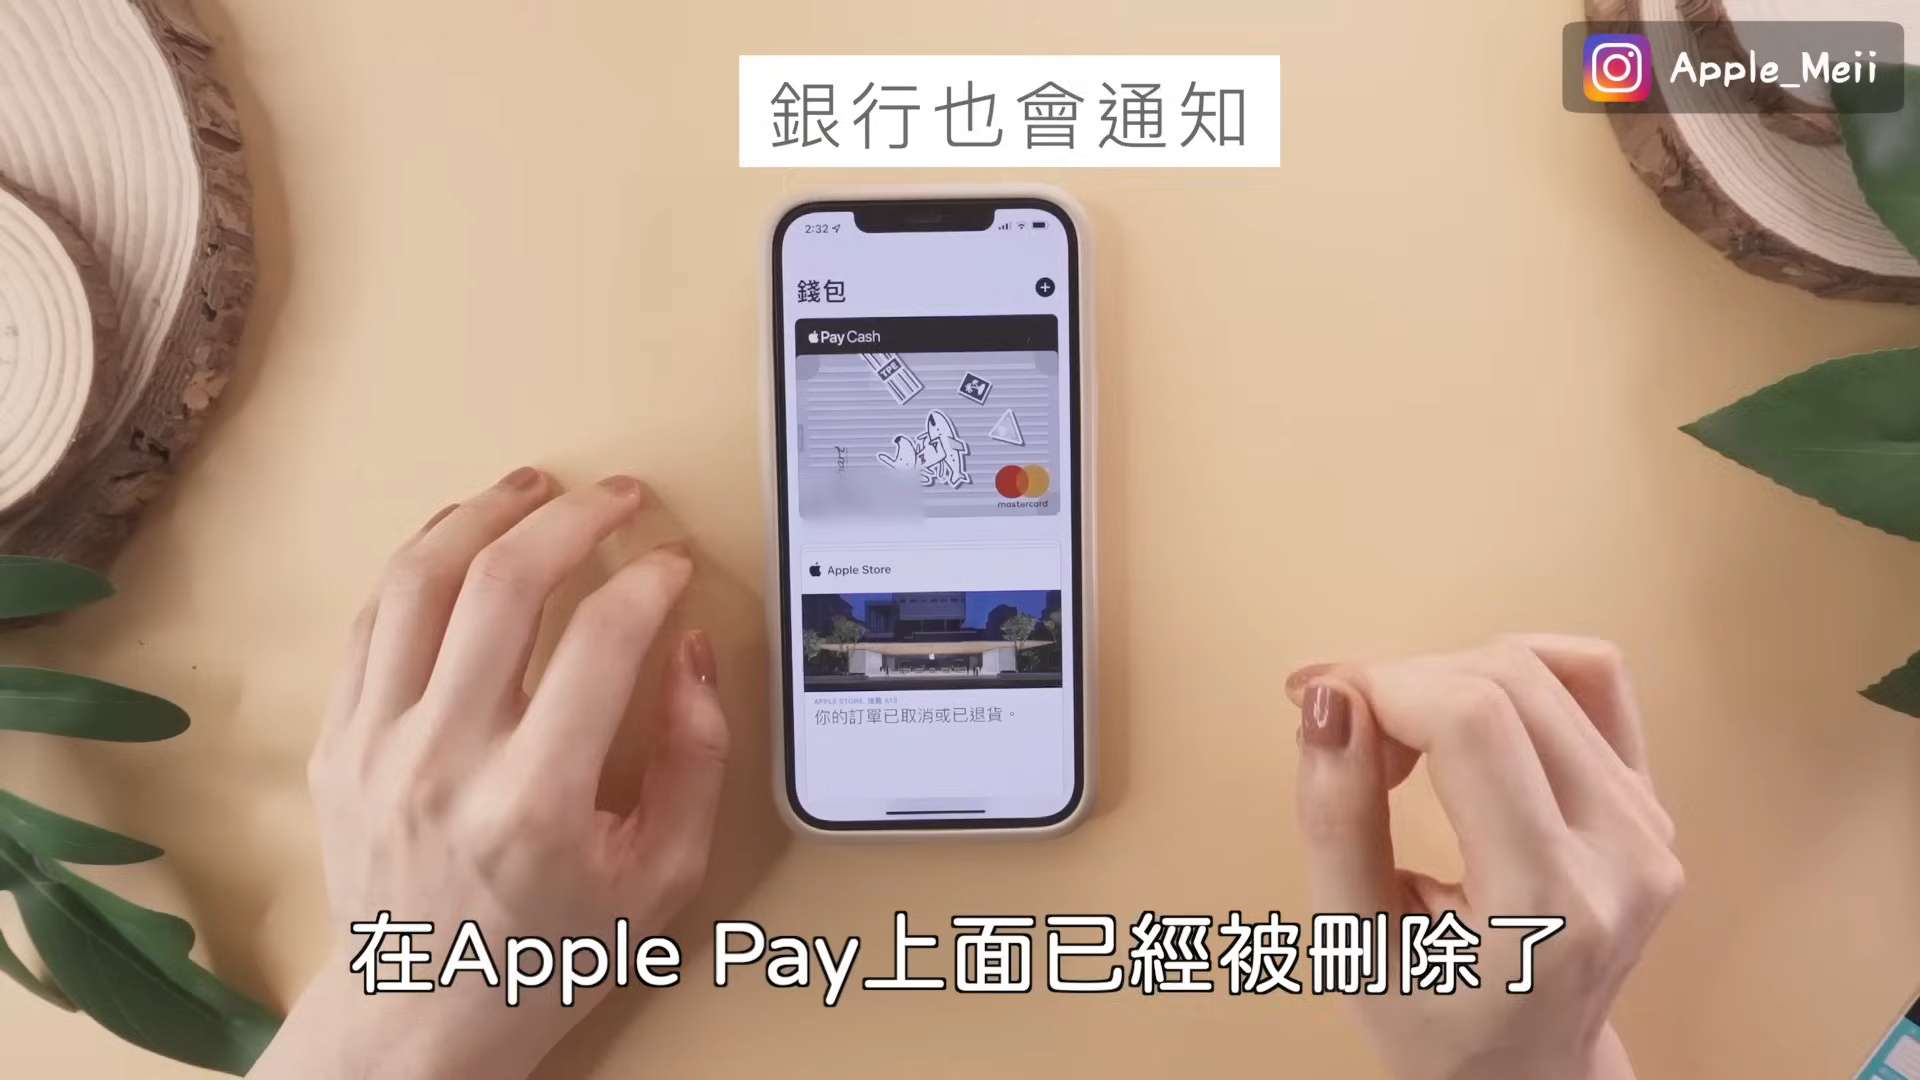 Apple_Meii
銀行也會通知
2:32
錢包
Pay Cash
TPE
mastercard
Apple Store
你的訂單已取消或已退貨。
在Apple Pay上面已經被刪除了